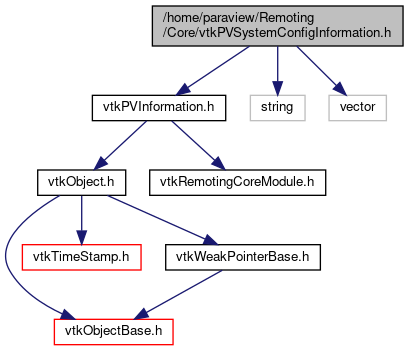 /home/paraview/Remoting
/Core/vtkPVSystemConfigInformation.h
vtkPVInformation.h
string
vector
vtkObject.h
vtkRemotingCoreModule.h
vtkTimeStamp.h
vtkWeakPointerBase.h
vtkObjectBase.h